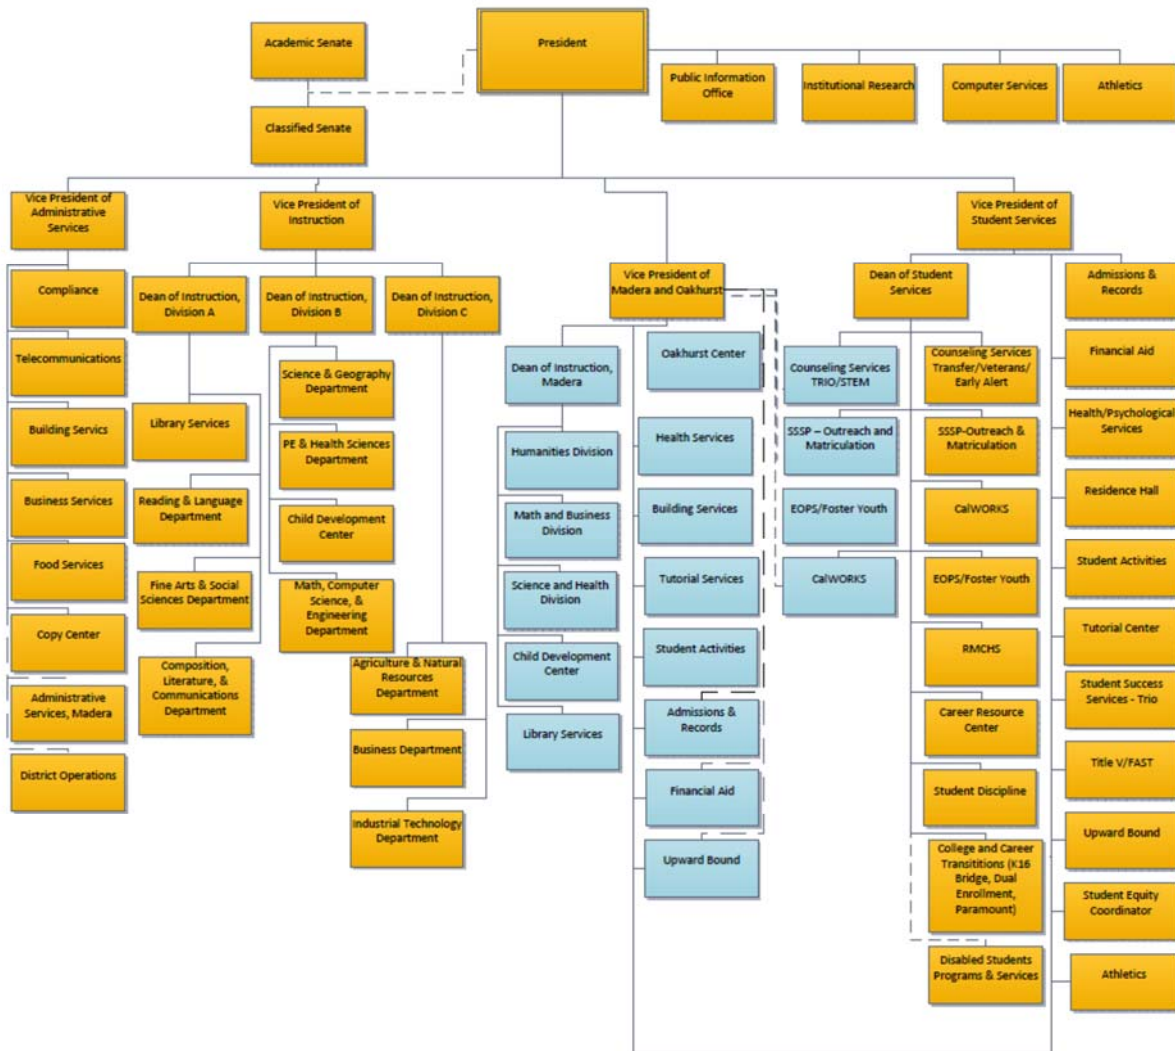 Academic Senate
President
Public Information
Office
Institutional Research
Computer Services
Athletics
Classified Senate
Vice President of
Administrative
Services
Vice President of
Instruction
Vice President of
Student Services
Compliance
Telecommunications
Building Servics
Business Services
Food Services
Copy Center
Administrative
Services, Madera
District Operations
Dean of Instruction,
Division A
Library Services
Reading & Language
Department
Fine Arts & Social
Sciences Department
Composition,
Literature, &
Communications
Department
Dean of Instruction,
Division B
Science & Geography
Department
PE & Health Sciences
Department
Child Development
Center
Math, Computer
Science, &
Engineering
Department
Dean of Instruction,
Division C
Agriculture & Natural
Resources
Department
Business Department
Industrial Technology
Department
Vice President of
Madera and Oakhurst
Dean of Instruction,
Madera
Humanities Division
Math and Business
Division
Science and Health
Division
Child Development
Center
Library Services
Oakhurst Center
Health Services
Building Services
Tutorial Services
Student Activities
Admissions &
Records
Financial Aid
Upward Bound
Dean of Student
Services
Counseling Services
TRIO/STEM
SSSP – Outreach and
Matriculation
EOPS/Foster Youth
CalWORKS
Counseling Services
Transfer/Veterans/
Early Alert
SSSP-Outreach &
Matriculation
CalWORKS
EOPS/Foster Youth
RMCHS
Career Resource
Center
Student Discipline
College and Career
Transititions (K16
Bridge, Dual
Enrollment,
Paramount)
Disabled Students
Programs & Services
Admissions &
Records
Financial Aid
Health/Psychological
Services
Residence Hall
Student Activities
Tutorial Center
Student Success
Services - Trio
Title V/FAST
Upward Bound
Student Equity
Coordinator
Athletics